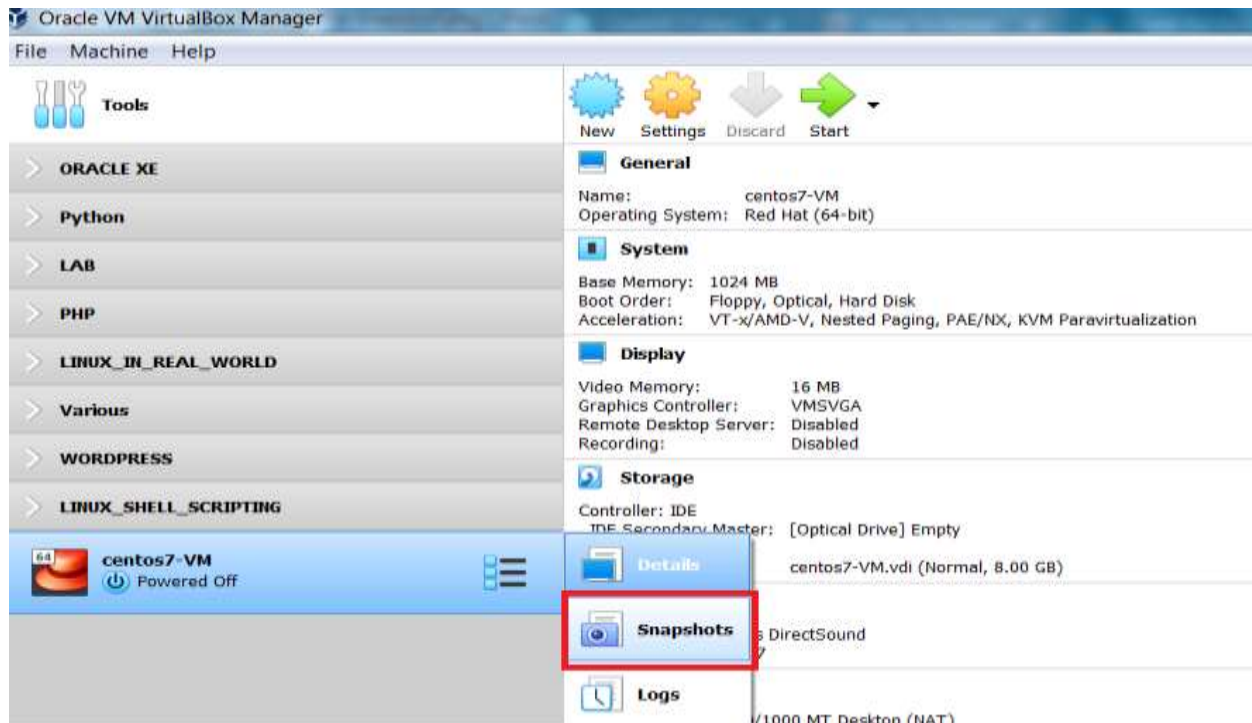 Oracle VM VirtualBox Manager
File Machine Help
Tools
ORACLE XE
Python
LAB
PHP
LINUX_IN_REAL_WORLD
Various
WORDPRESS
LINUX_SHELL_SCRIPTING
64
centos7-VM
Powered Off
New Settings Discard Start
General
Name: centos7-VM
Operating System: Red Hat (64-bit)
System
Base Memory: 1024 MB
Boot Order: Floppy, Optical, Hard Disk
Acceleration: VT-x/AMD-V, Nested Paging, PAE/NX, KVM Paravirtualization
Display
Video Memory: 16 MB
Graphics Controller: VMSVGA
Remote Desktop Server: Disabled
Recording: Disabled
Storage
Controller: IDE
IDE Secondary Master: [Optical Drive] Empty
Details
centos7-VM.vdi (Normal, 8.00 GB)
Snapshots
DirectSound
Logs
/1000 MT Desktop (NAT)